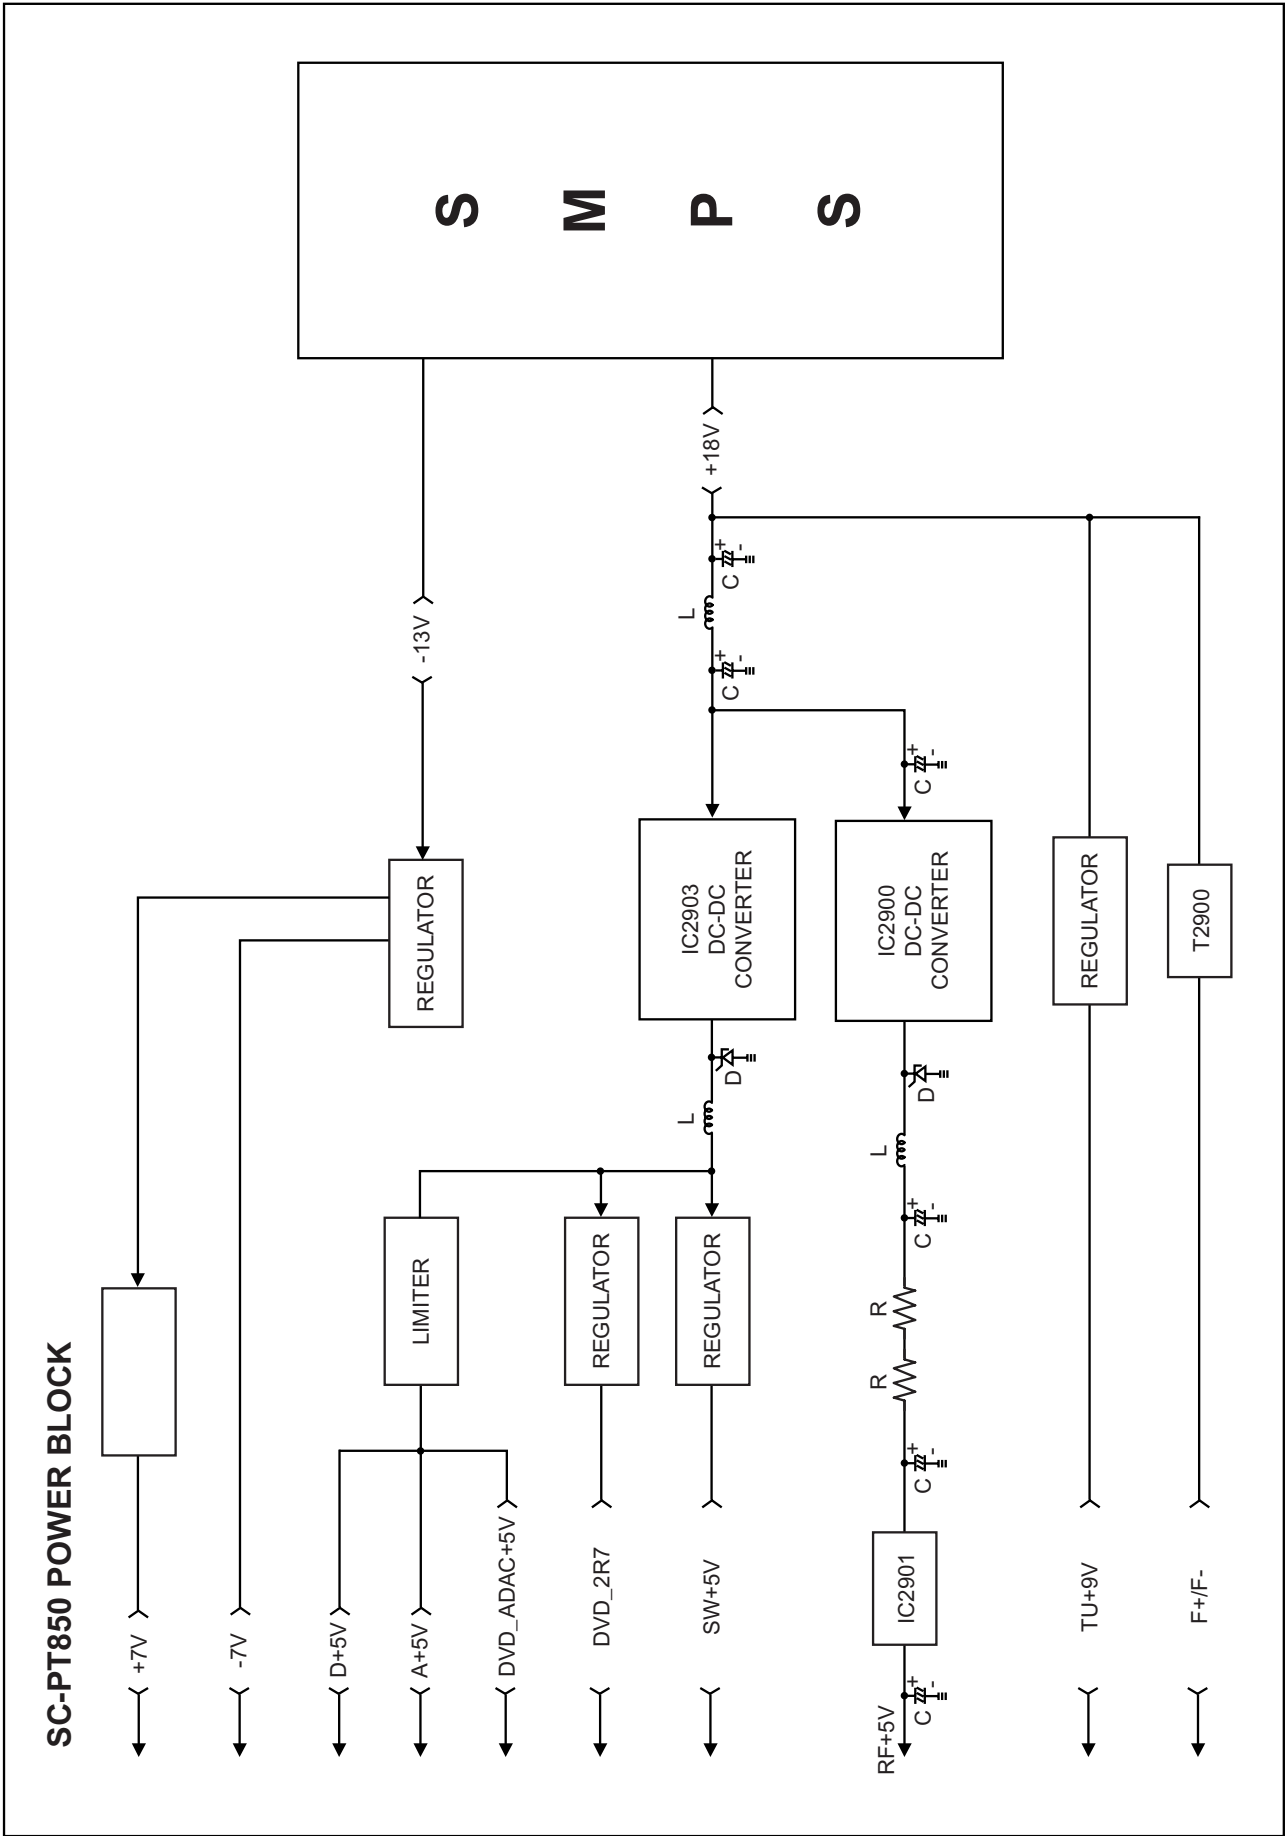 SC-PT850 POWER BLOCK
S M P S
-13V
+18V
REGULATOR
+7V
-7V
L
C + -
L
C + -
C + -
IC2903
DC-DC
CONVERTER
IC2900
DC-DC
CONVERTER
REGULATOR
T2900
D
L
D
L
LIMITER
REGULATOR
REGULATOR
C + -
R
R
C + -
IC2901
C + -
D+5V
A+5V
DVD_ADAC+5V
DVD_2R7
SW+5V
RF+5V
TU+9V
F+/F-